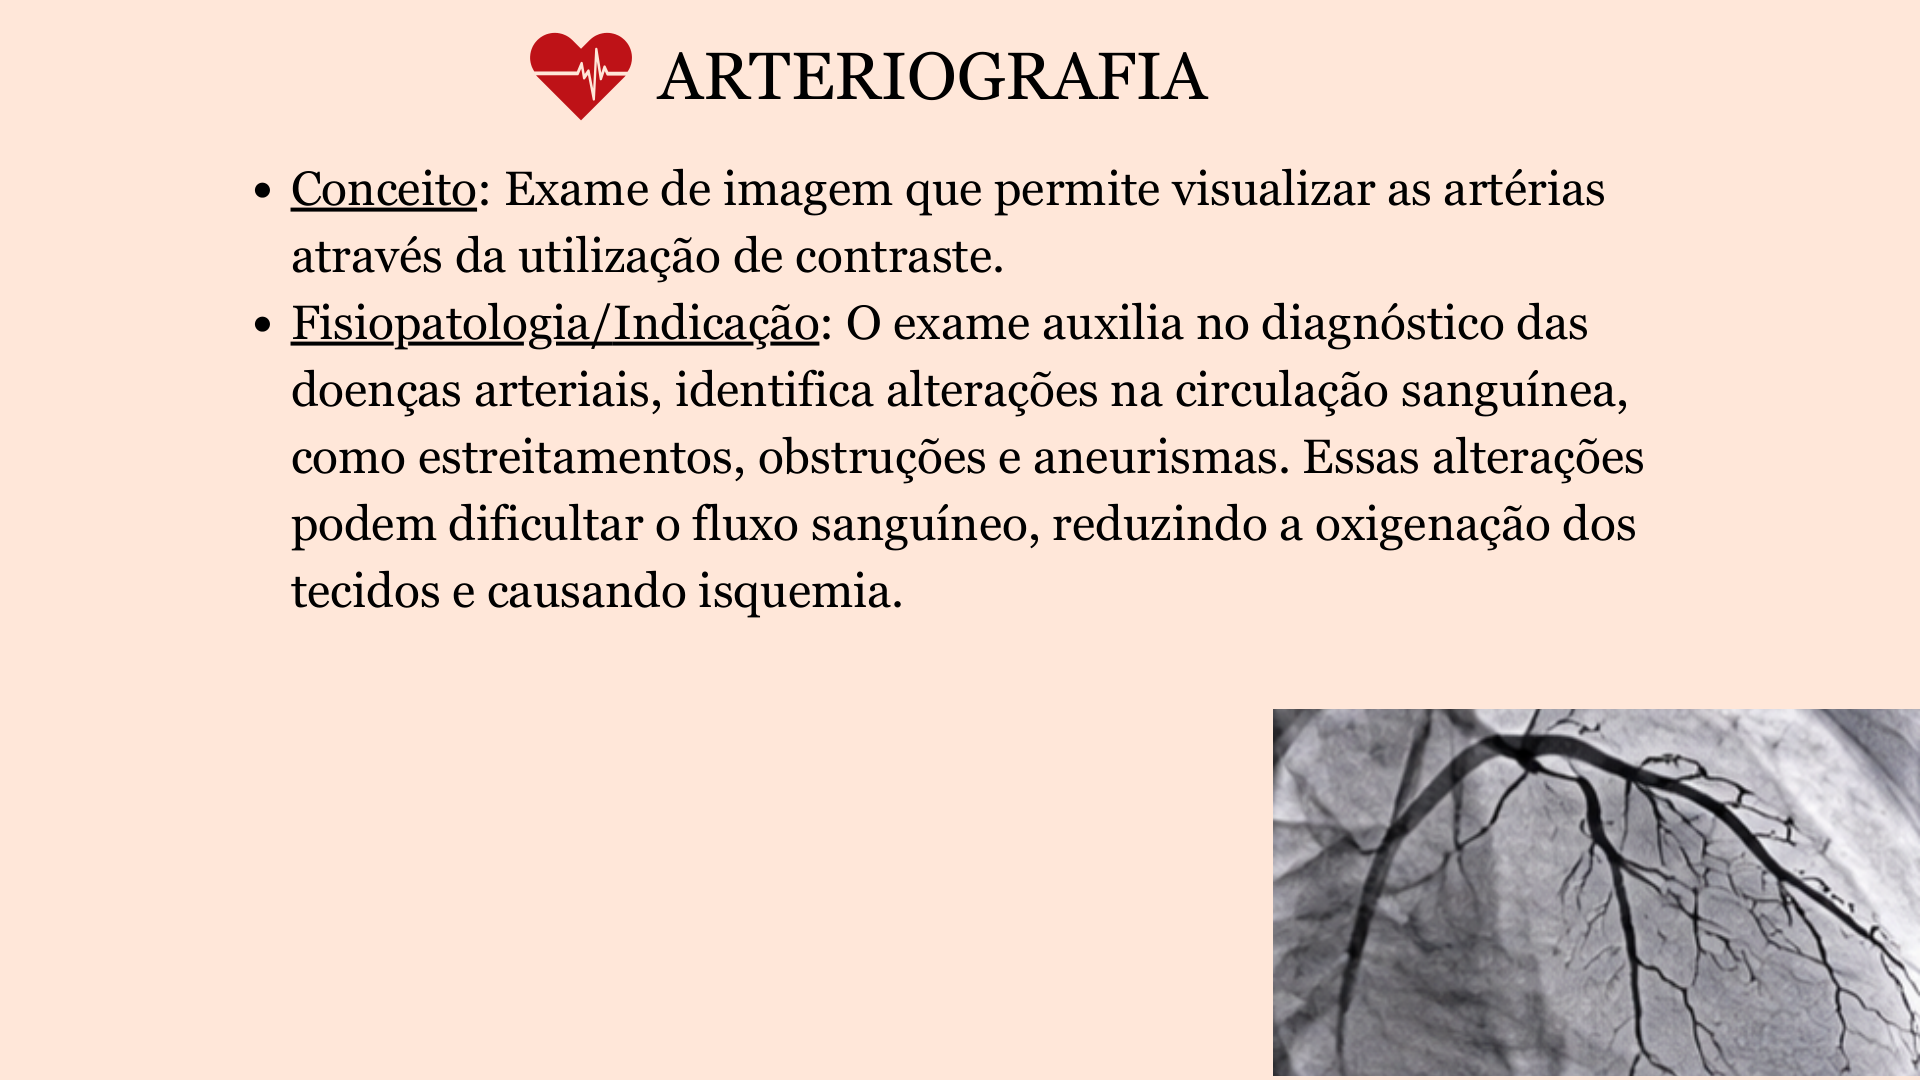 ARTERIOGRAFIA
• Conceito: Exame de imagem que permite visualizar as artérias
através da utilização de contraste.
• Fisiopatologia/Indicação: O exame auxilia no diagnóstico das
doenças arteriais, identifica alterações na circulação sanguínea,
como estreitamentos, obstruções e aneurismas. Essas alterações
podem dificultar o fluxo sanguíneo, reduzindo a oxigenação dos
tecidos e causando isquemia.